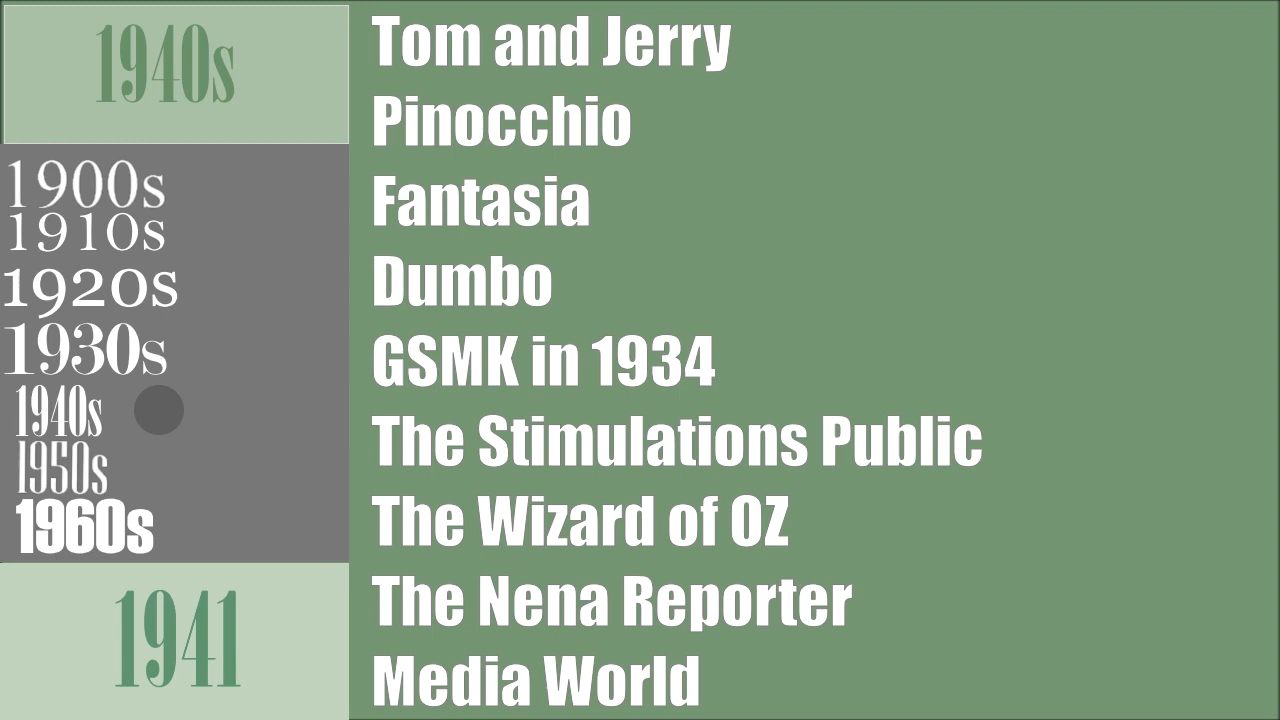 1940s
1900s
1910s
1920s
1930s
1940s
1950s
1960s
1941
Tom and Jerry
Pinocchio
Fantasia
Dumbo
GSMK in 1934
The Stimulations Public
The Wizard of OZ
The Nena Reporter
Media World